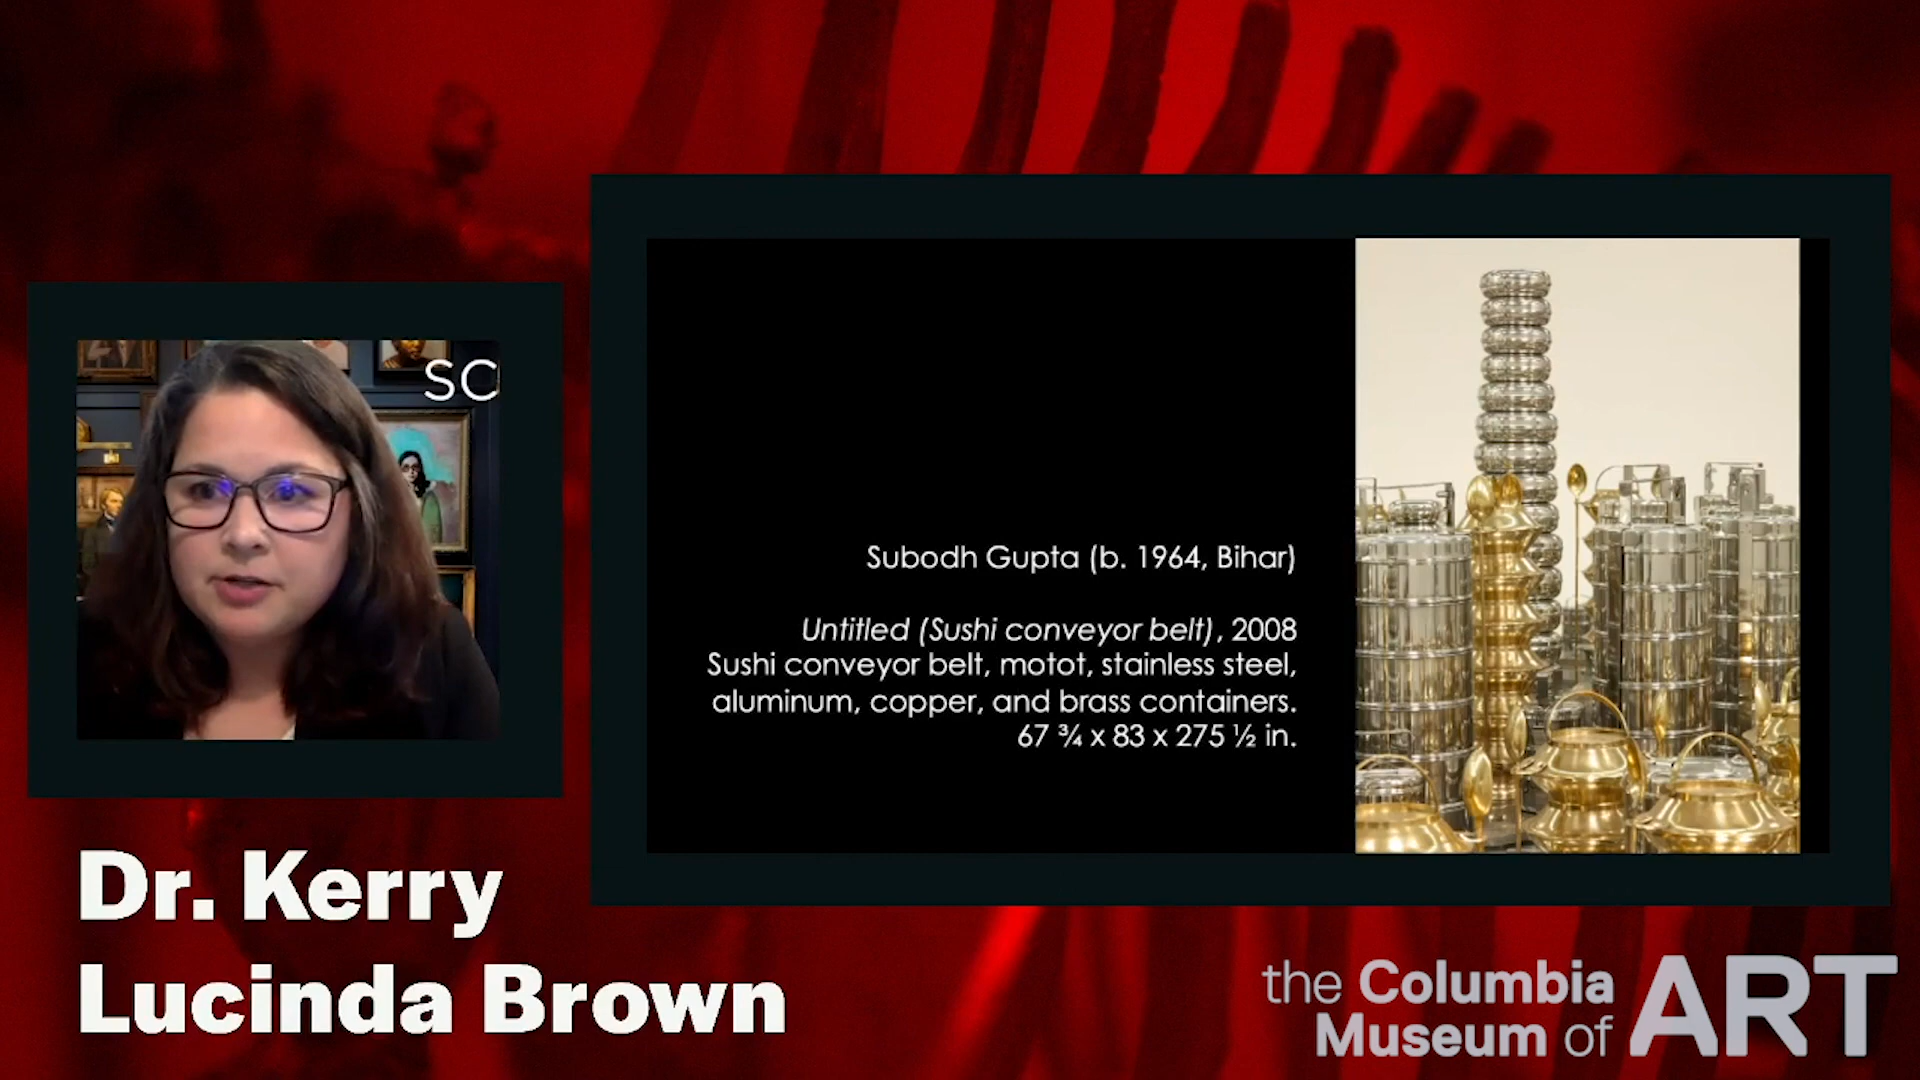 SC
Subodh Gupta (b. 1964, Bihar)
Untitled (Sushi conveyor belt), 2008
Sushi conveyor belt, motot, stainless steel,
aluminum, copper, and brass containers.
67 ¾ x 83 x 275 ½ in.
Dr. Kerry
Lucinda Brown
the Columbia
Museum of ART